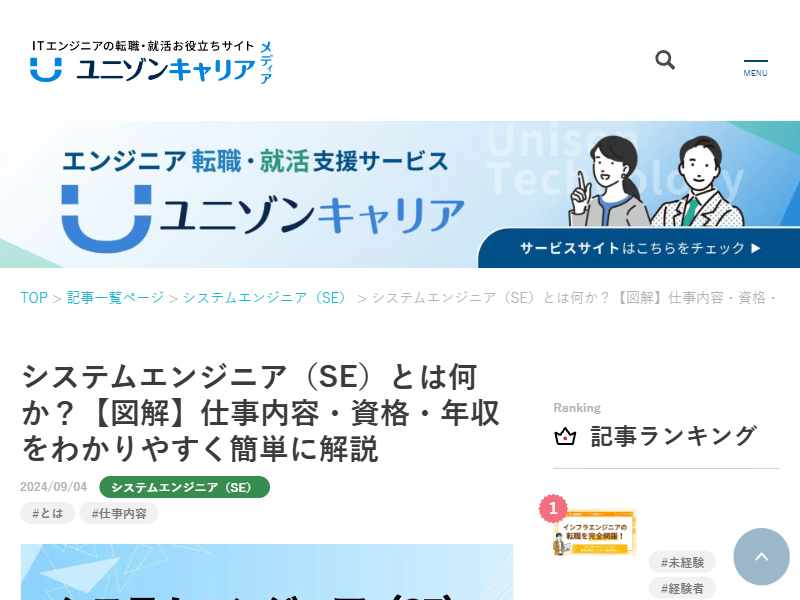 ITエンジニアの転職・就活お役立ちサイト
ユニゾンキャリア
メディア
MENU
Unison
Technology
エンジニア転職・就活支援サービス
ユニゾンキャリア
サービスサイトはこちらをチェック ▶
TOP > 記事一覧ページ > システムエンジニア（SE） > システムエンジニア（SE）とは何か？【図解】仕事内容・資格・
システムエンジニア（SE）とは何
か？【図解】仕事内容・資格・年収
をわかりやすく簡単に解説
2024/09/04 システムエンジニア（SE）
#とは #仕事内容
Ranking
記事ランキング
1
インフラエンジニアの
転職を完全網羅！
#未経験
#経験者